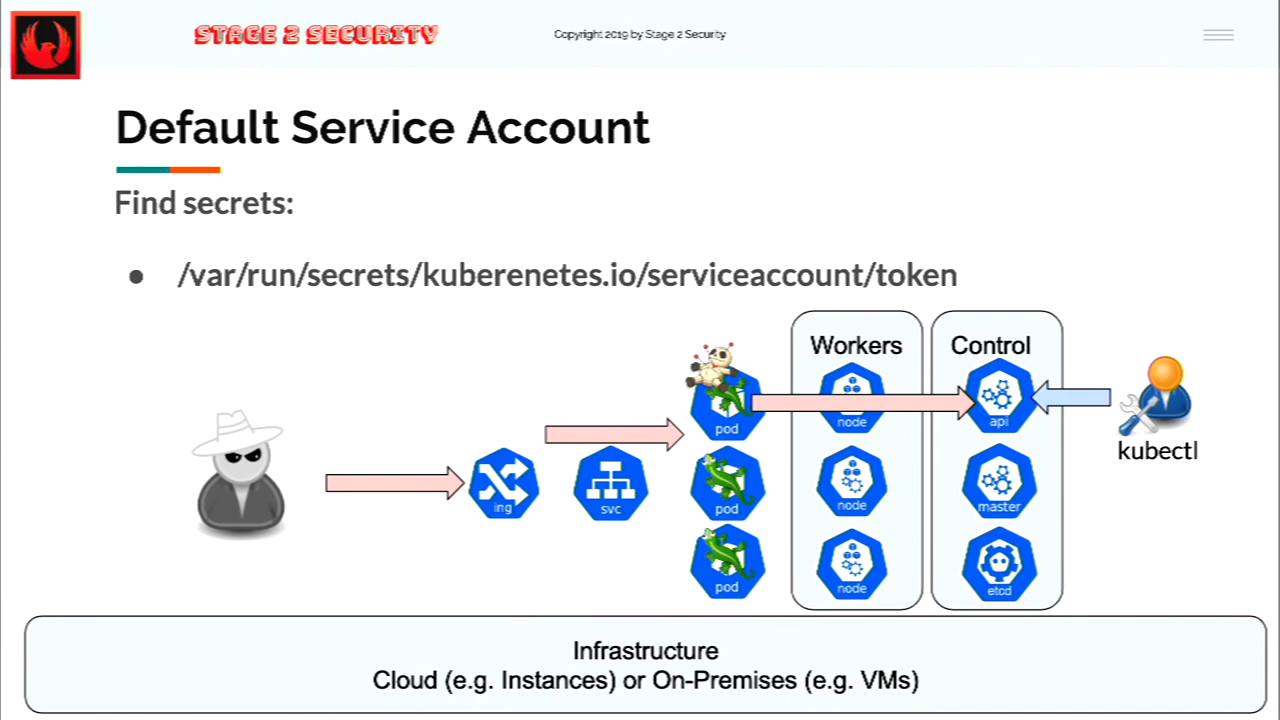 STAGE 2 SECURITY
Copyright 2019 by Stage 2 Security
Default Service Account
Find secrets:
● /var/run/secrets/kuberenetes.io/serviceaccount/token
Workers
Control
pod
node
api
kubectl
ing
svc
pod
node
master
pod
node
etcd
Infrastructure
Cloud (e.g. Instances) or On-Premises (e.g. VMs)